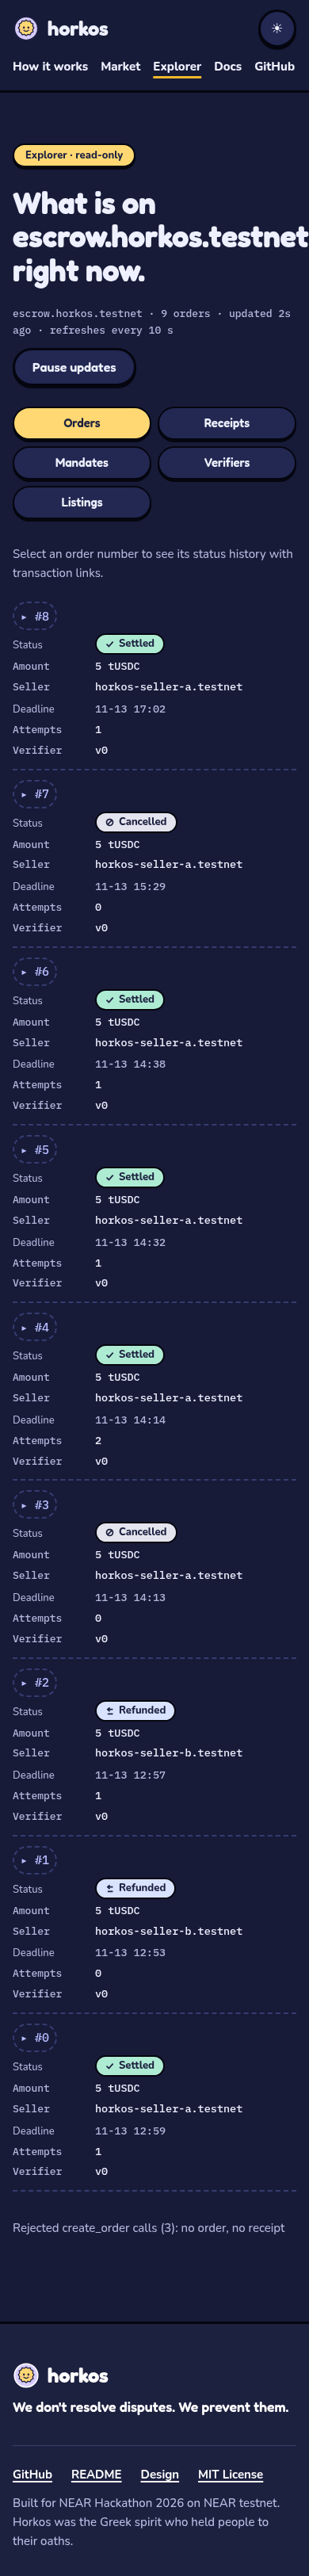 horkos
How it works Market Explorer Docs GitHub
Explorer · read-only
What is on
escrow.horkos.testnet
right now.
escrow.horkos.testnet · 9 orders · updated 2s
ago · refreshes every 10 s
Pause updates
Orders Receipts
Mandates Verifiers
Listings
Select an order number to see its status history with
transaction links.
▸ #8
Status ✓ Settled
Amount 5 tUSDC
Seller horkos-seller-a.testnet
Deadline 11-13 17:02
Attempts 1
Verifier v0
▸ #7
Status ⊘ Cancelled
Amount 5 tUSDC
Seller horkos-seller-a.testnet
Deadline 11-13 15:29
Attempts 0
Verifier v0
▸ #6
Status ✓ Settled
Amount 5 tUSDC
Seller horkos-seller-a.testnet
Deadline 11-13 14:38
Attempts 1
Verifier v0
▸ #5
Status ✓ Settled
Amount 5 tUSDC
Seller horkos-seller-a.testnet
Deadline 11-13 14:32
Attempts 1
Verifier v0
▸ #4
Status ✓ Settled
Amount 5 tUSDC
Seller horkos-seller-a.testnet
Deadline 11-13 14:14
Attempts 2
Verifier v0
▸ #3
Status ⊘ Cancelled
Amount 5 tUSDC
Seller horkos-seller-a.testnet
Deadline 11-13 14:13
Attempts 0
Verifier v0
▸ #2
Status Refunded
Amount 5 tUSDC
Seller horkos-seller-b.testnet
Deadline 11-13 12:57
Attempts 1
Verifier v0
▸ #1
Status Refunded
Amount 5 tUSDC
Seller horkos-seller-b.testnet
Deadline 11-13 12:53
Attempts 0
Verifier v0
▸ #0
Status ✓ Settled
Amount 5 tUSDC
Seller horkos-seller-a.testnet
Deadline 11-13 12:59
Attempts 1
Verifier v0
Rejected create_order calls (3): no order, no receipt
horkos
We don't resolve disputes. We prevent them.
GitHub README Design MIT License
Built for NEAR Hackathon 2026 on NEAR testnet.
Horkos was the Greek spirit who held people to
their oaths.